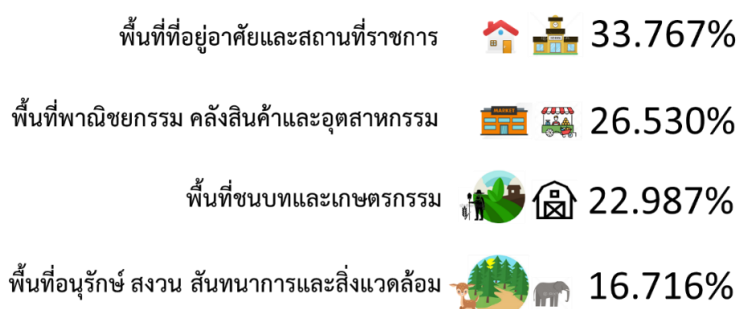 พื้นที่ที่อยู่อาศัยและสถานที่ราชการ 33.767%
พื้นที่พาณิชยกรรม คลังสินค้าและอุตสาหกรรม MARKET 26.530%
พื้นที่ชนบทและเกษตรกรรม 22.987%
พื้นที่อนุรักษ์ สงวน สันทนาการและสิ่งแวดล้อม 16.716%